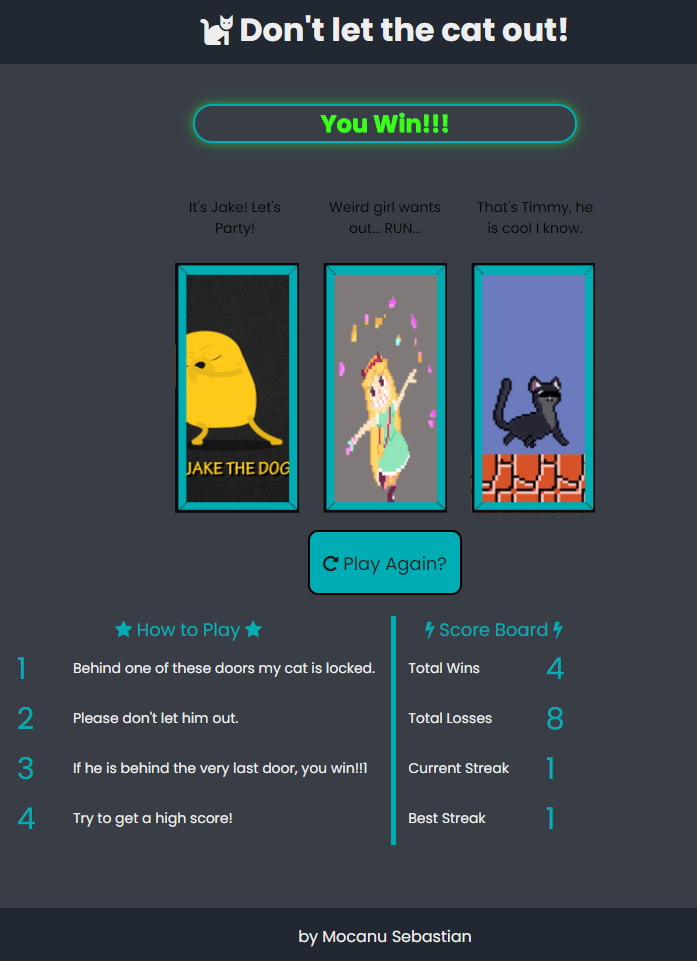 Don't let the cat out!
You Win!!!
It's Jake! Let's
Party!
Weird girl wants
out... RUN...
That's Timmy, he
is cool I know.
JAKE THE DOG
Play Again?
How to Play
1 Behind one of these doors my cat is locked.
2 Please don't let him out.
3 If he is behind the very last door, you win!!1
4 Try to get a high score!
Score Board
Total Wins 4
Total Losses 8
Current Streak 1
Best Streak 1
by Mocanu Sebastian